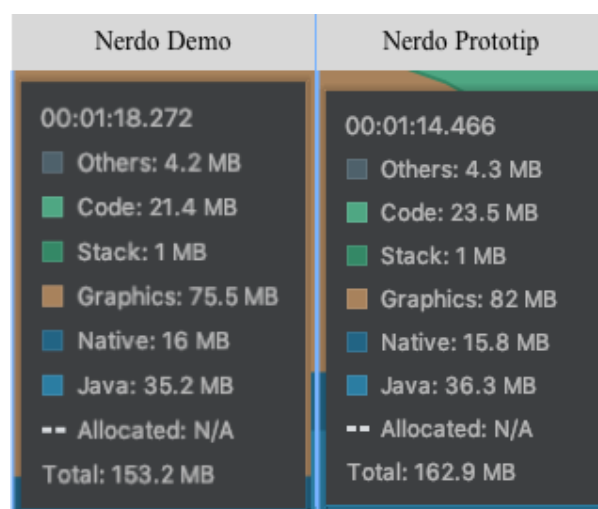 Nerdo Demo
00:01:18.272
Others: 4.2 MB
Code: 21.4 MB
Stack: 1 MB
Graphics: 75.5 MB
Native: 16 MB
Java: 35.2 MB
Allocated: N/A
Total: 153.2 MB
Nerdo Prototip
00:01:14.466
Others: 4.3 MB
Code: 23.5 MB
Stack: 1 MB
Graphics: 82 MB
Native: 15.8 MB
Java: 36.3 MB
Allocated: N/A
Total: 162.9 MB